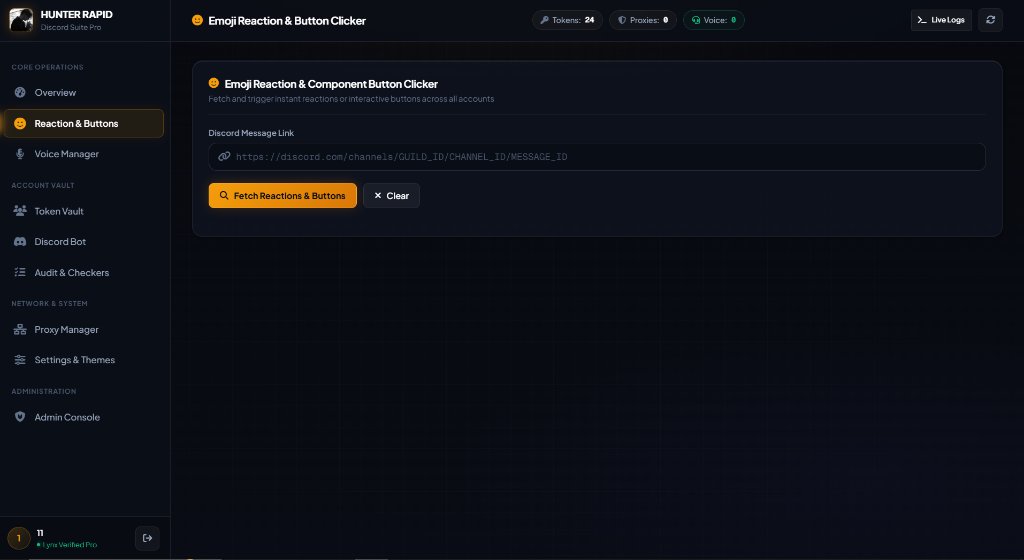 HUNTER RAPID
Discord Suite Pro
Emoji Reaction & Button Clicker
Tokens: 24
Proxies: 0
Voice: 0
Live Logs
CORE OPERATIONS
Overview
Reaction & Buttons
Voice Manager
ACCOUNT VAULT
Token Vault
Discord Bot
Audit & Checkers
NETWORK & SYSTEM
Proxy Manager
Settings & Themes
ADMINISTRATION
Admin Console
1
11
Lynx Verified Pro
Emoji Reaction & Component Button Clicker
Fetch and trigger instant reactions or interactive buttons across all accounts
Discord Message Link
https://discord.com/channels/GUILD_ID/CHANNEL_ID/MESSAGE_ID
Fetch Reactions & Buttons
Clear